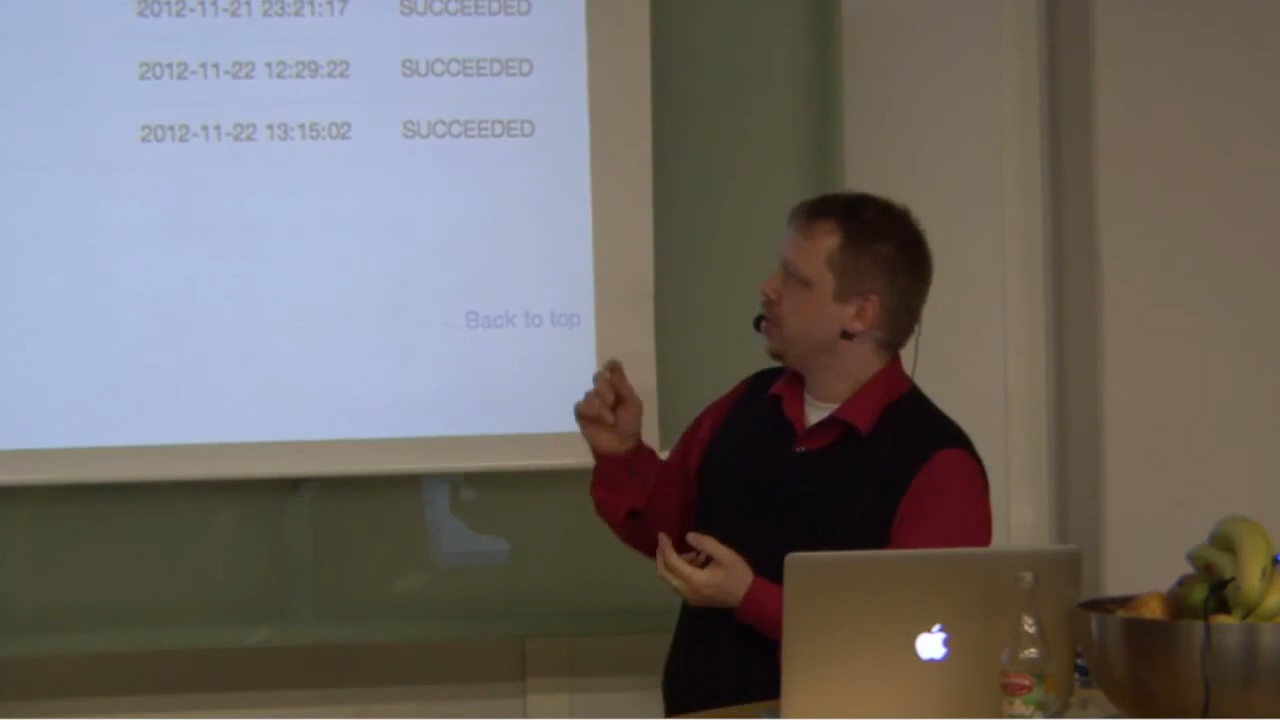 2012-11-21 23:21:17 SUCCEEDED
2012-11-22 12:29:22 SUCCEEDED
2012-11-22 13:15:02 SUCCEEDED
Back to top